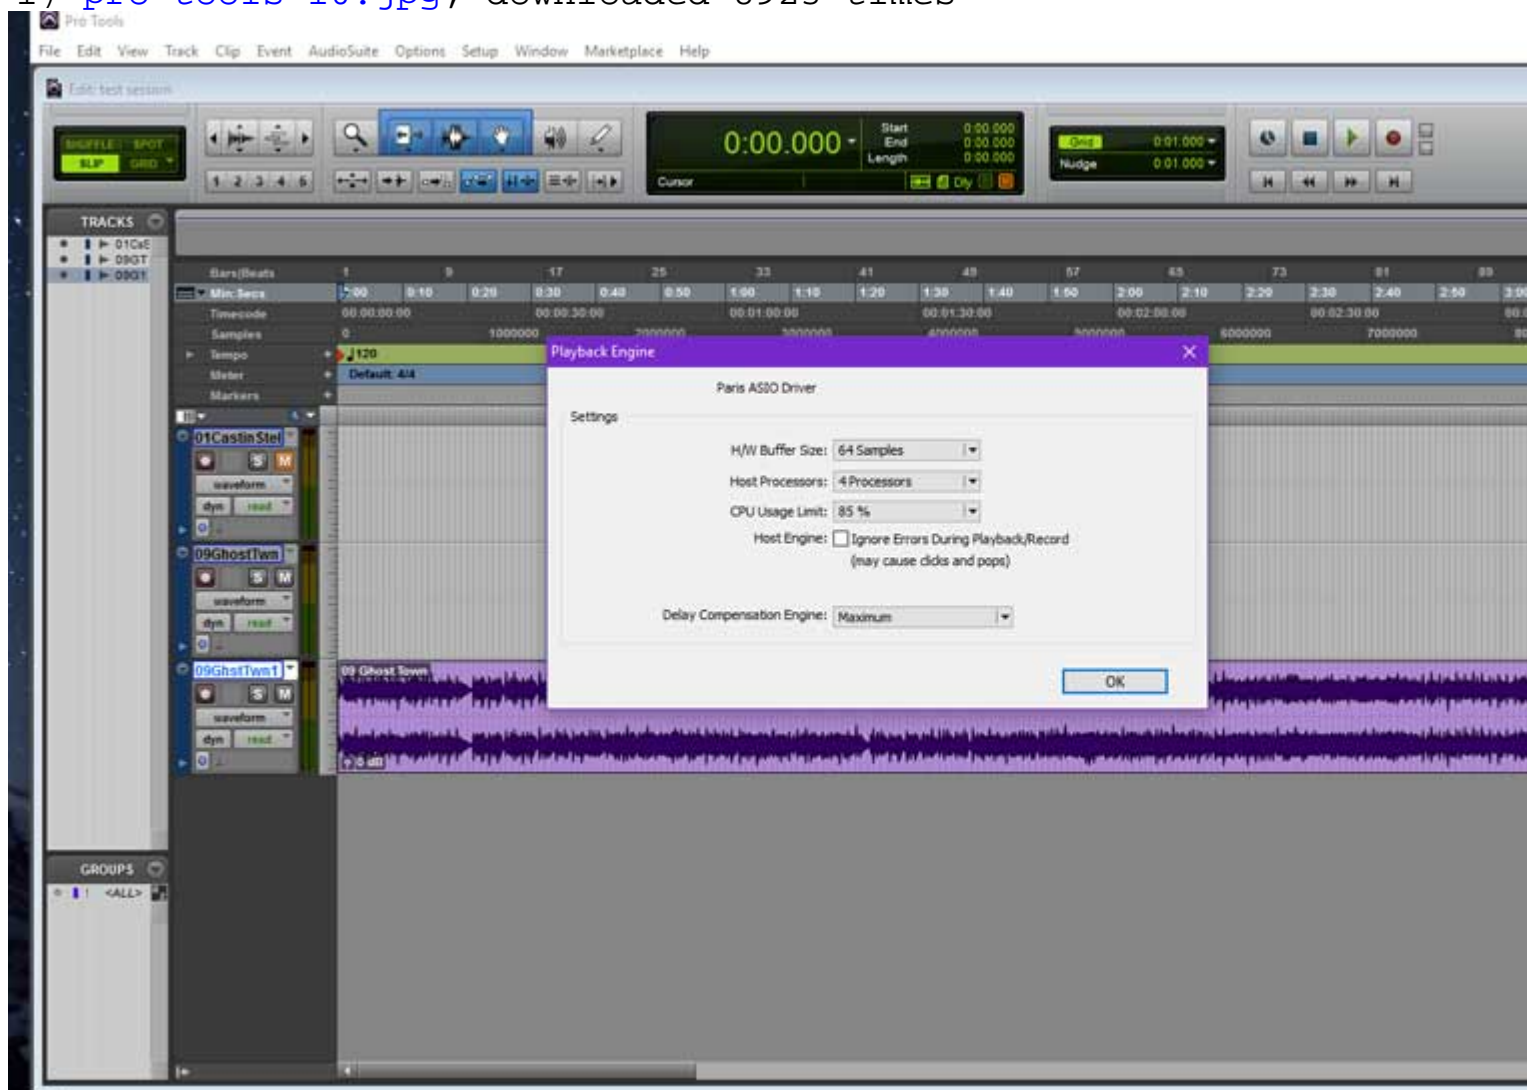 Pro Tools
File Edit View Track Clip Event AudioSuite Options Setup Window Marketplace Help
Edit: test session
SHUFFLE SPOT
SLIP GRID
1 2 3 4 5
0:00.000
Start 0:00.000
End 0:00.000
Length 0:00.000
Cursor
Dly
Grid 0:01.000
Nudge 0:01.000
TRACKS
Bars|Beats 1 9 17 25 33 41 49 57 65 73 81 89
Min:Secs 0:10 0:20 0:30 0:40 0:50 1:00 1:10 1:20 1:30 1:40 1:50 2:00 2:10 2:20 2:30 2:40 2:50
Timecode 00:00:00:00 00:00:30:00 00:01:00:00 00:01:30:00 00:02:00:00 00:02:30:00
Samples 0 1000000 2000000 3000000 4000000 5000000 6000000 7000000
Tempo 120
Meter Default: 4/4
Markers
Playback Engine
Paris ASIO Driver
Settings
H/W Buffer Size: 64 Samples
Host Processors: 4 Processors
CPU Usage Limit: 85 %
Host Engine: Ignore Errors During Playback/Record
(may cause clicks and pops)
Delay Compensation Engine: Maximum
OK
01CastinStel
S M
waveform
dyn read
09GhostTwn
S M
waveform
dyn read
09GhstTwn1
S M
waveform
dyn read
09 Ghost Town
0 dB
GROUPS
! <ALL>